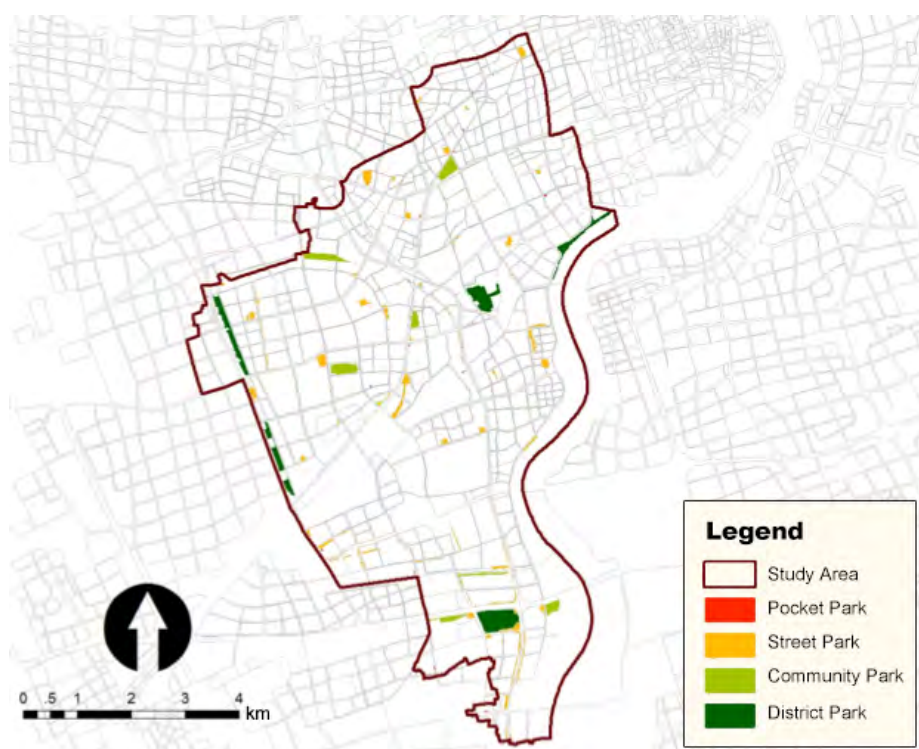 Legend
Study Area
Pocket Park
Street Park
Community Park
District Park
0 .5 1 2 3 4
km